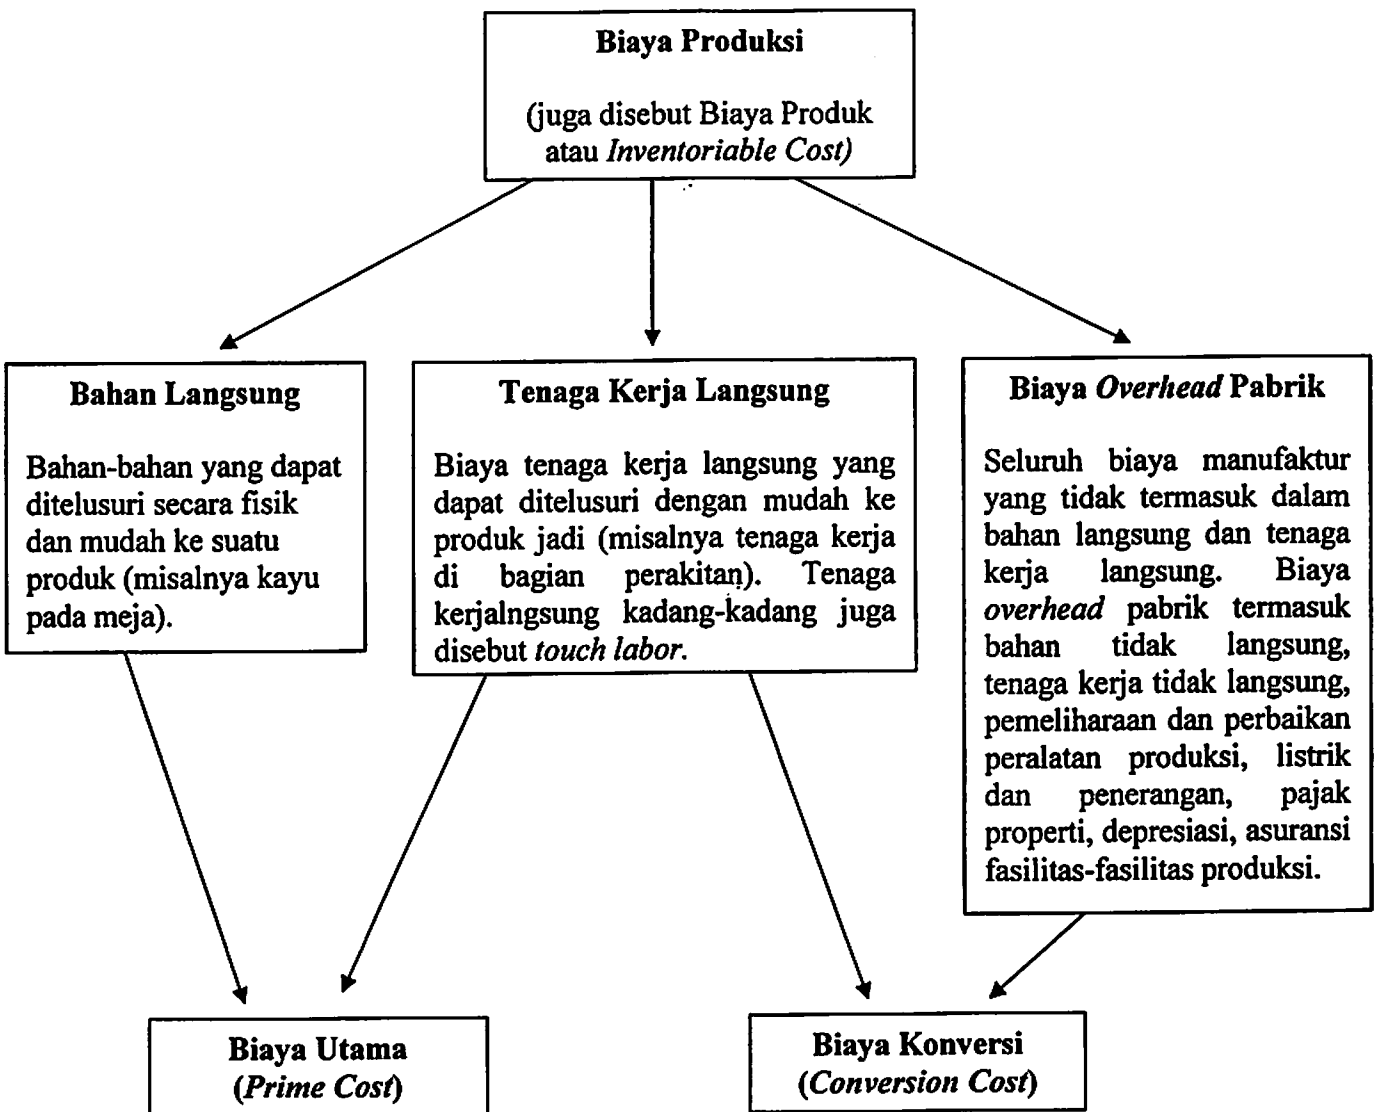 Biaya Produksi
(juga disebut Biaya Produk
atau Inventoriable Cost)
Bahan Langsung
Bahan-bahan yang dapat
ditelusuri secara fisik
dan mudah ke suatu
produk (misalnya kayu
pada meja).
Tenaga Kerja Langsung
Biaya tenaga kerja langsung yang
dapat ditelusuri dengan mudah ke
produk jadi (misalnya tenaga kerja
di bagian perakitan). Tenaga
kerjalngsung kadang-kadang juga
disebut touch labor.
Biaya Overhead Pabrik
Seluruh biaya manufaktur
yang tidak termasuk dalam
bahan langsung dan tenaga
kerja langsung. Biaya
overhead pabrik termasuk
bahan tidak langsung,
tenaga kerja tidak langsung,
pemeliharaan dan perbaikan
peralatan produksi, listrik
dan penerangan, pajak
properti, depresiasi, asuransi
fasilitas-fasilitas produksi.
Biaya Utama
(Prime Cost)
Biaya Konversi
(Conversion Cost)